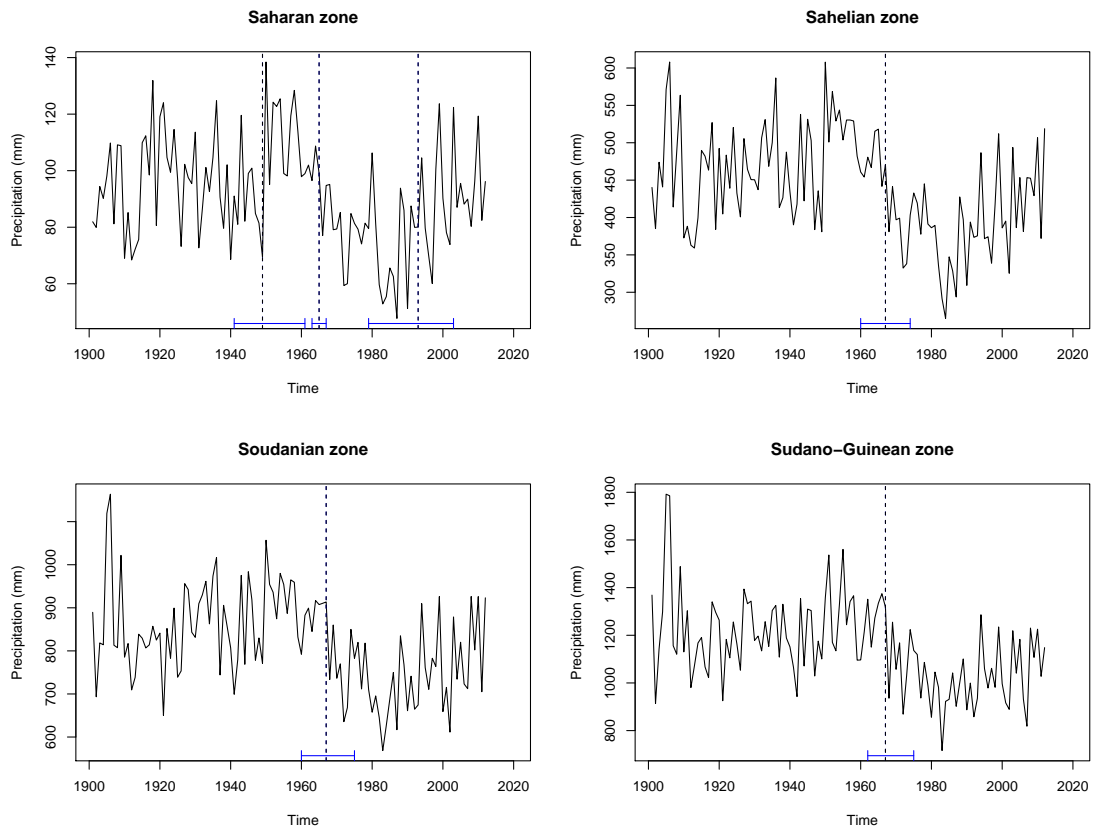 Saharan zone
Precipitation (mm)
60 80 100 120 140
1900 1920 1940 1960 1980 2000 2020
Time
Sahelian zone
Precipitation (mm)
300 350 400 450 500 550 600
1900 1920 1940 1960 1980 2000 2020
Time
Soudanian zone
Precipitation (mm)
600 700 800 900 1000
1900 1920 1940 1960 1980 2000 2020
Time
Sudano−Guinean zone
Precipitation (mm)
800 1000 1200 1400 1600 1800
1900 1920 1940 1960 1980 2000 2020
Time